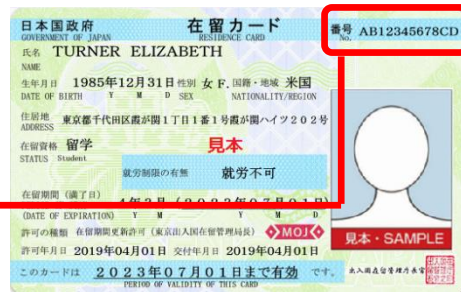 日本国政府 在留カード 番号 AB12345678CD
GOVERNMENT OF JAPAN RESIDENCE CARD No.
氏名 TURNER ELIZABETH
NAME
生年月日 1985年12月31日 性別 女 F. 国籍・地域 米国
DATE OF BIRTH Y M D SEX NATIONALITY/REGION
住居地 東京都千代田区霞が関1丁目1番1号霞が関ハイツ202号
ADDRESS
在留資格 留学 見本
STATUS Student
就労制限の有無 就労不可
在留期間(満了日)
(DATE OF EXPIRATION) Y M Y M D
許可の種類 在留期間更新許可(東京出入国在留管理局長) MOJ
見本・SAMPLE
許可年月日 2019年04月01日 交付年月日 2019年04月01日
このカードは 2023年07月01日まで有効 です。
PERIOD OF VALIDITY OF THIS CARD
出入国在留管理庁長官